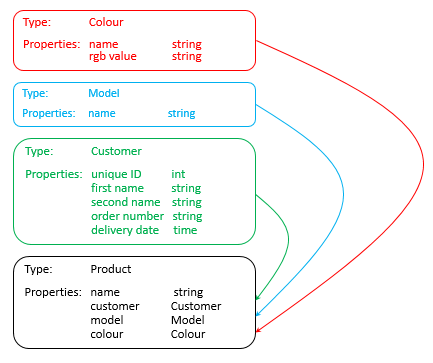 Type: Colour
Properties: name string
rgb value string
Type: Model
Properties: name string
Type: Customer
Properties: unique ID int
first name string
second name string
order number string
delivery date time
Type: Product
Properties: name string
customer Customer
model Model
colour Colour